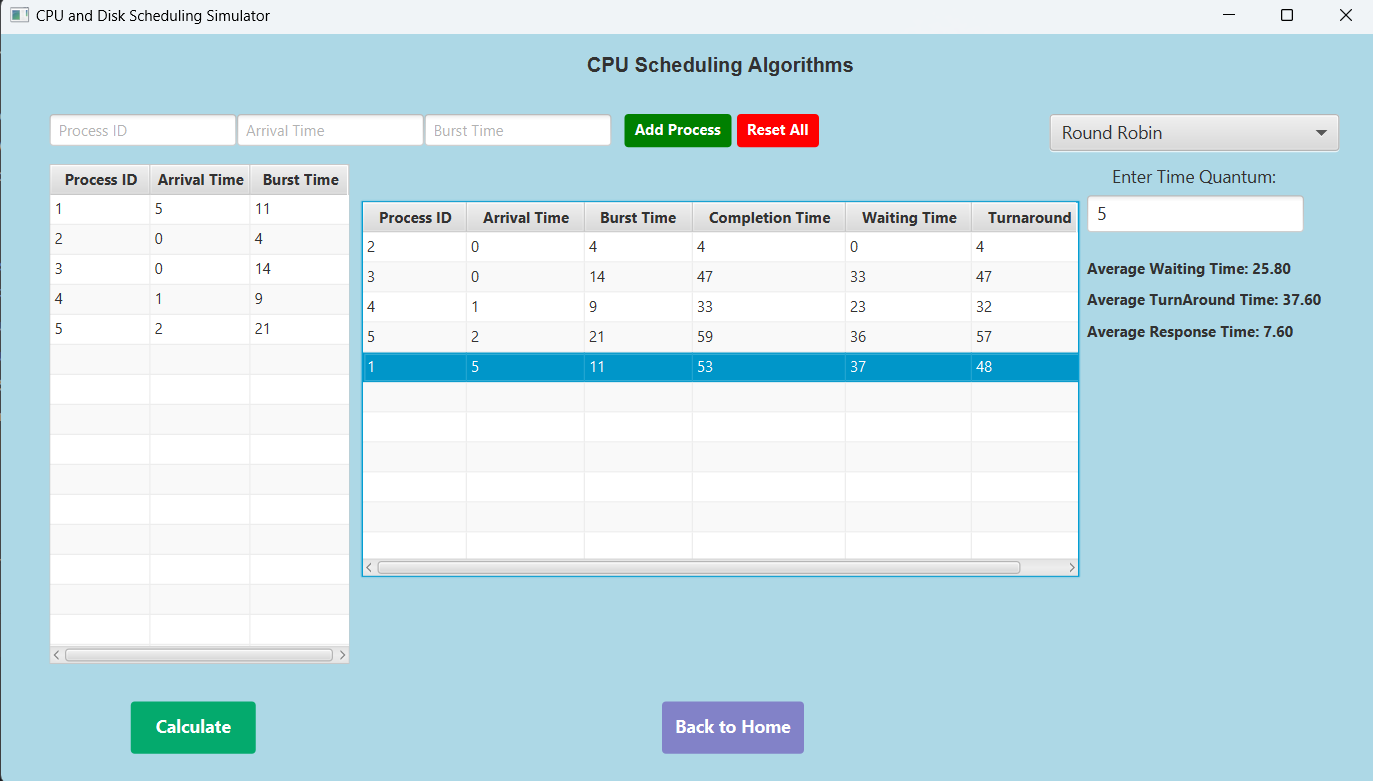 CPU and Disk Scheduling Simulator
CPU Scheduling Algorithms
Process ID Arrival Time Burst Time Add Process Reset All Round Robin
Enter Time Quantum:
5
Process ID Arrival Time Burst Time
1 5 11
2 0 4
3 0 14
4 1 9
5 2 21
Process ID Arrival Time Burst Time Completion Time Waiting Time Turnaround
2 0 4 4 0 4
3 0 14 47 33 47
4 1 9 33 23 32
5 2 21 59 36 57
1 5 11 53 37 48
Average Waiting Time: 25.80
Average TurnAround Time: 37.60
Average Response Time: 7.60
Calculate
Back to Home